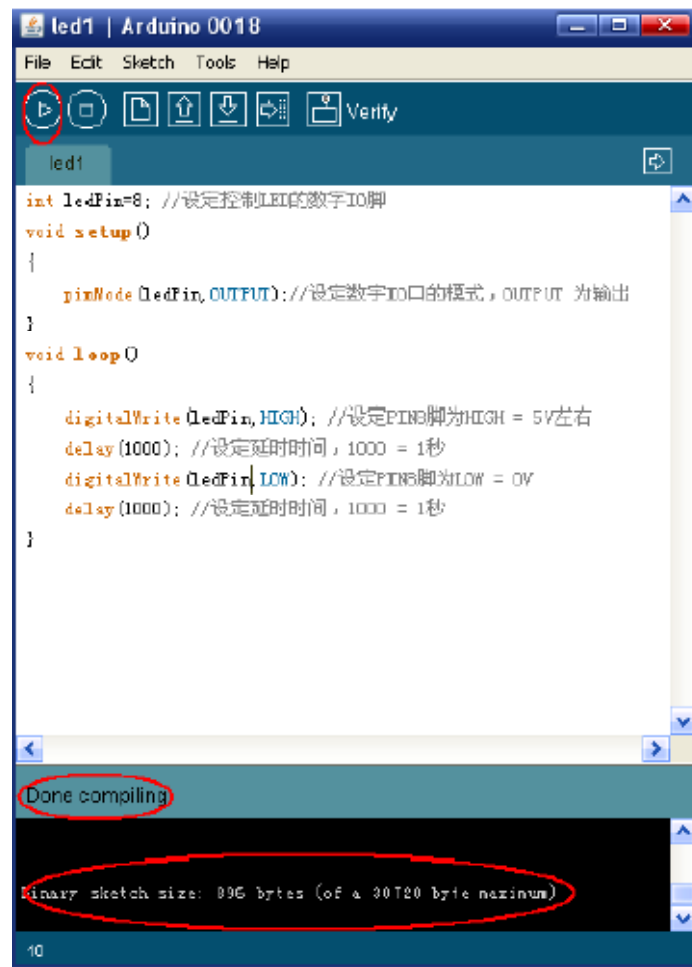 led1 | Arduino 0018
File Edit Sketch Tools Help
Verify
led1
int ledPin=8; //设定控制LED的数字IO脚
void setup()
{
pinMode(ledPin,OUTPUT);//设定数字IO口的模式，OUTPUT 为输出
}
void loop()
{
digitalWrite(ledPin,HIGH); //设定PIN8脚为HIGH = 5V左右
delay(1000); //设定延时时间，1000 = 1秒
digitalWrite(ledPin,LOW); //设定PIN8脚为LOW = 0V
delay(1000); //设定延时时间，1000 = 1秒
}
Done compiling
Binary sketch size: 896 bytes (of a 30720 byte maximum)
10